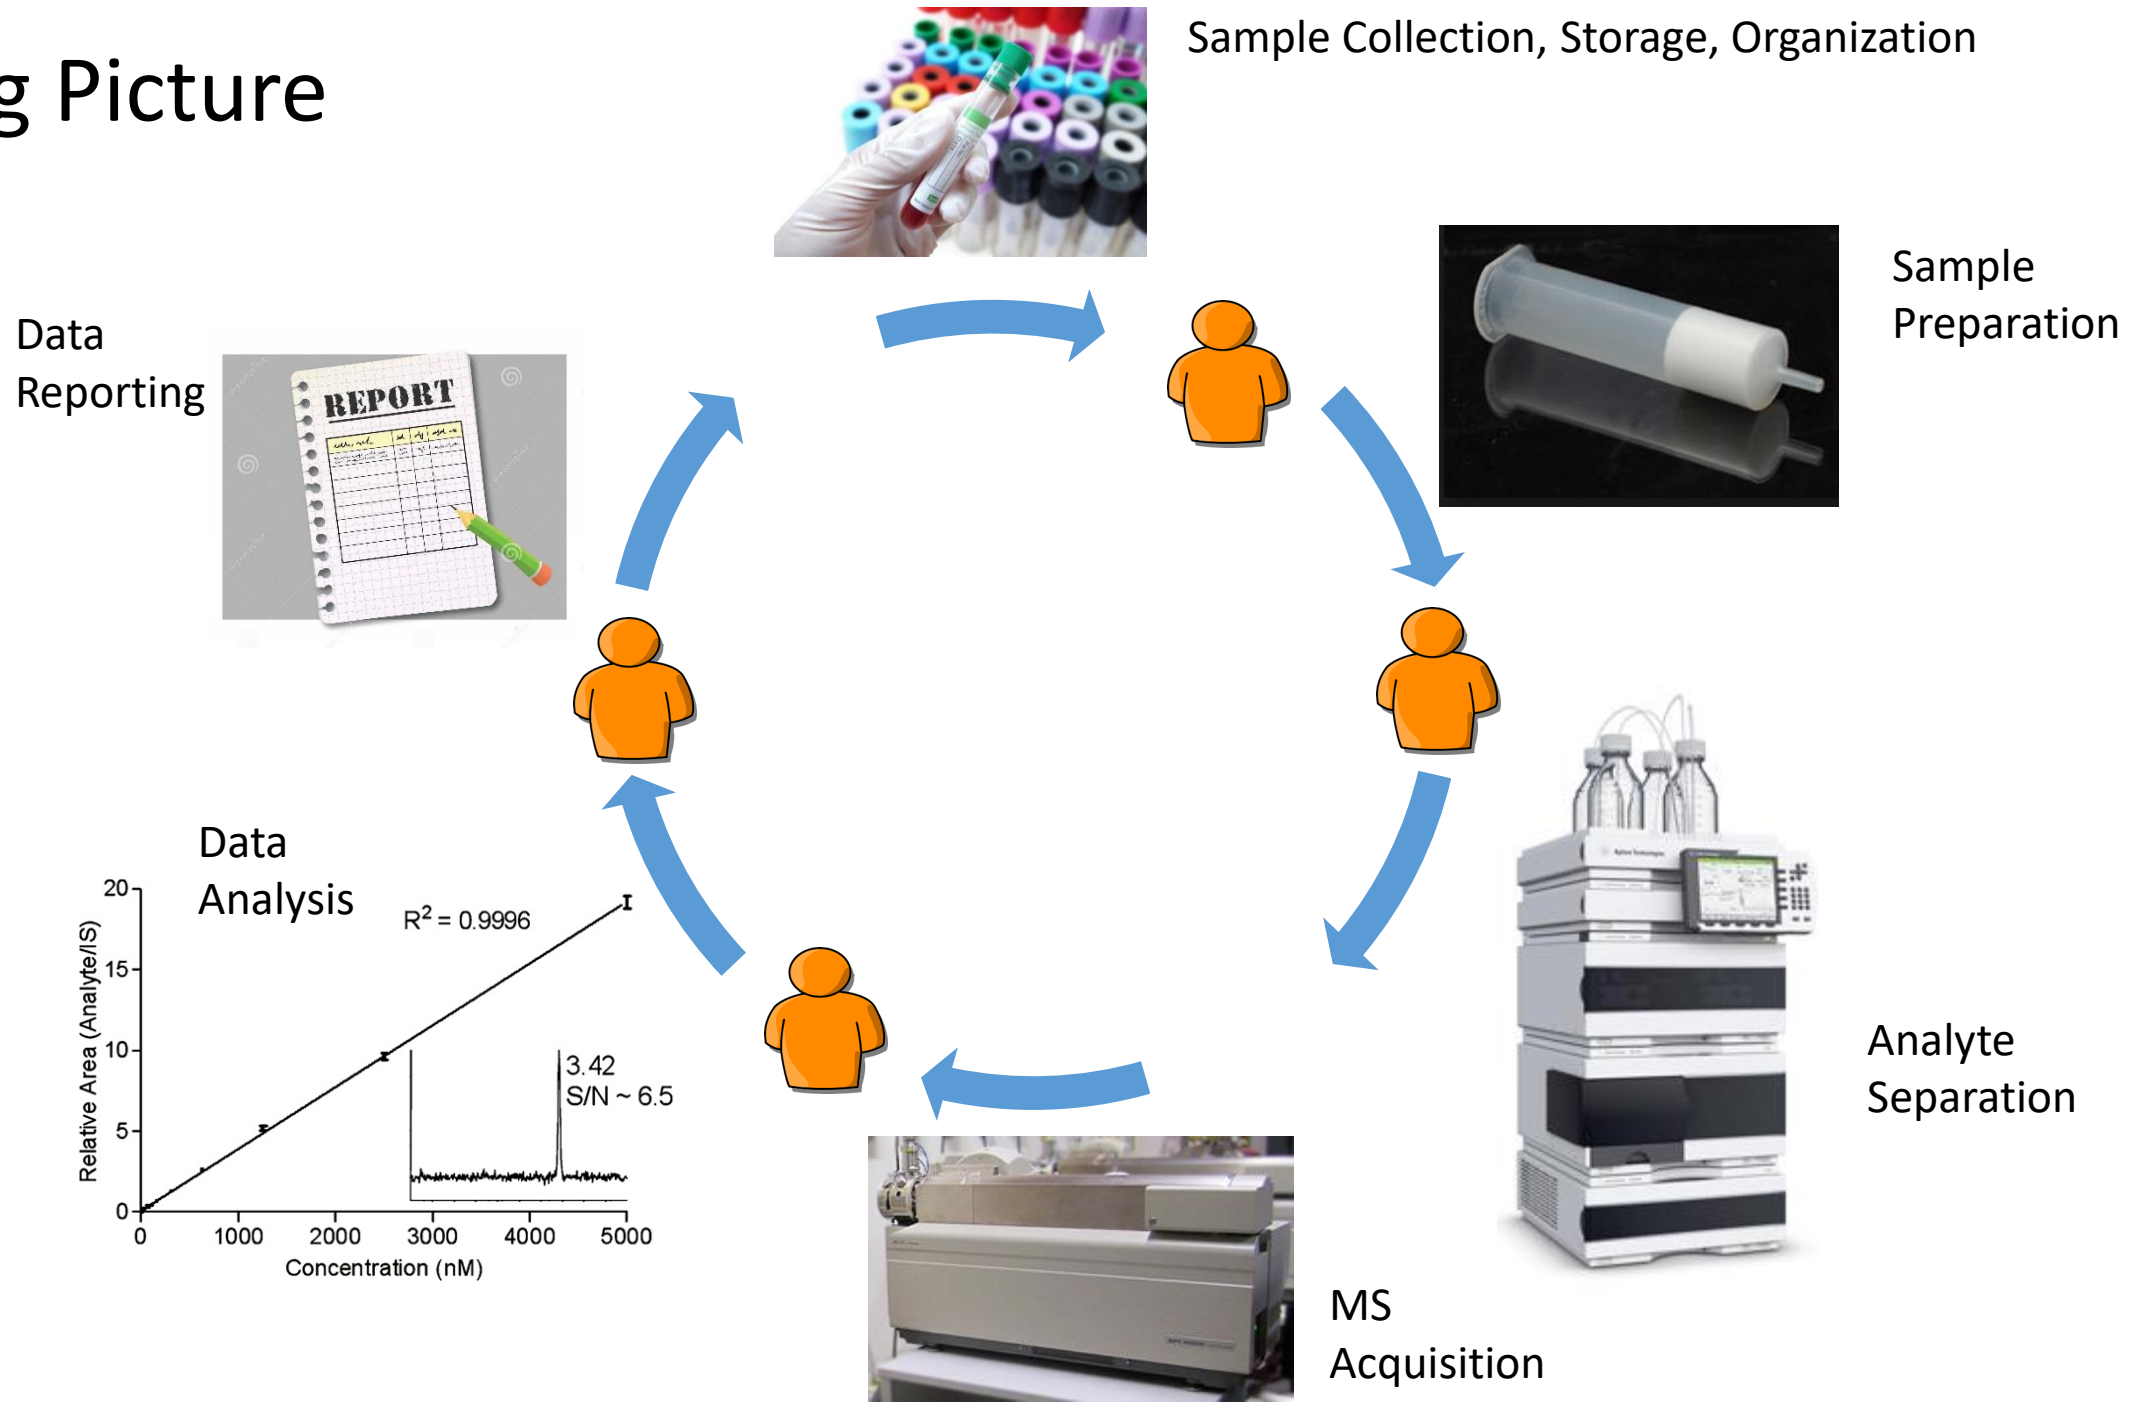 g Picture
Sample Collection, Storage, Organization
Sample
Preparation
Data
Reporting
REPORT
Data
Analysis
R² = 0.9996
Relative Area (Analyte/IS)
20
15
10
5
0
3.42
S/N ~ 6.5
0 1000 2000 3000 4000 5000
Concentration (nM)
Agilent Technologies
Analyte
Separation
MS
Acquisition